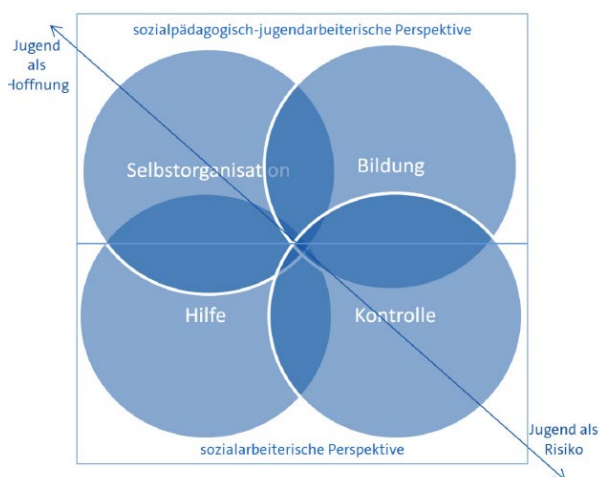 sozialpädagogisch-jugendarbeiterische Perspektive
Jugend
als
Hoffnung
Selbstorganisation
Bildung
Hilfe
Kontrolle
Jugend als
Risiko
sozialarbeiterische Perspektive